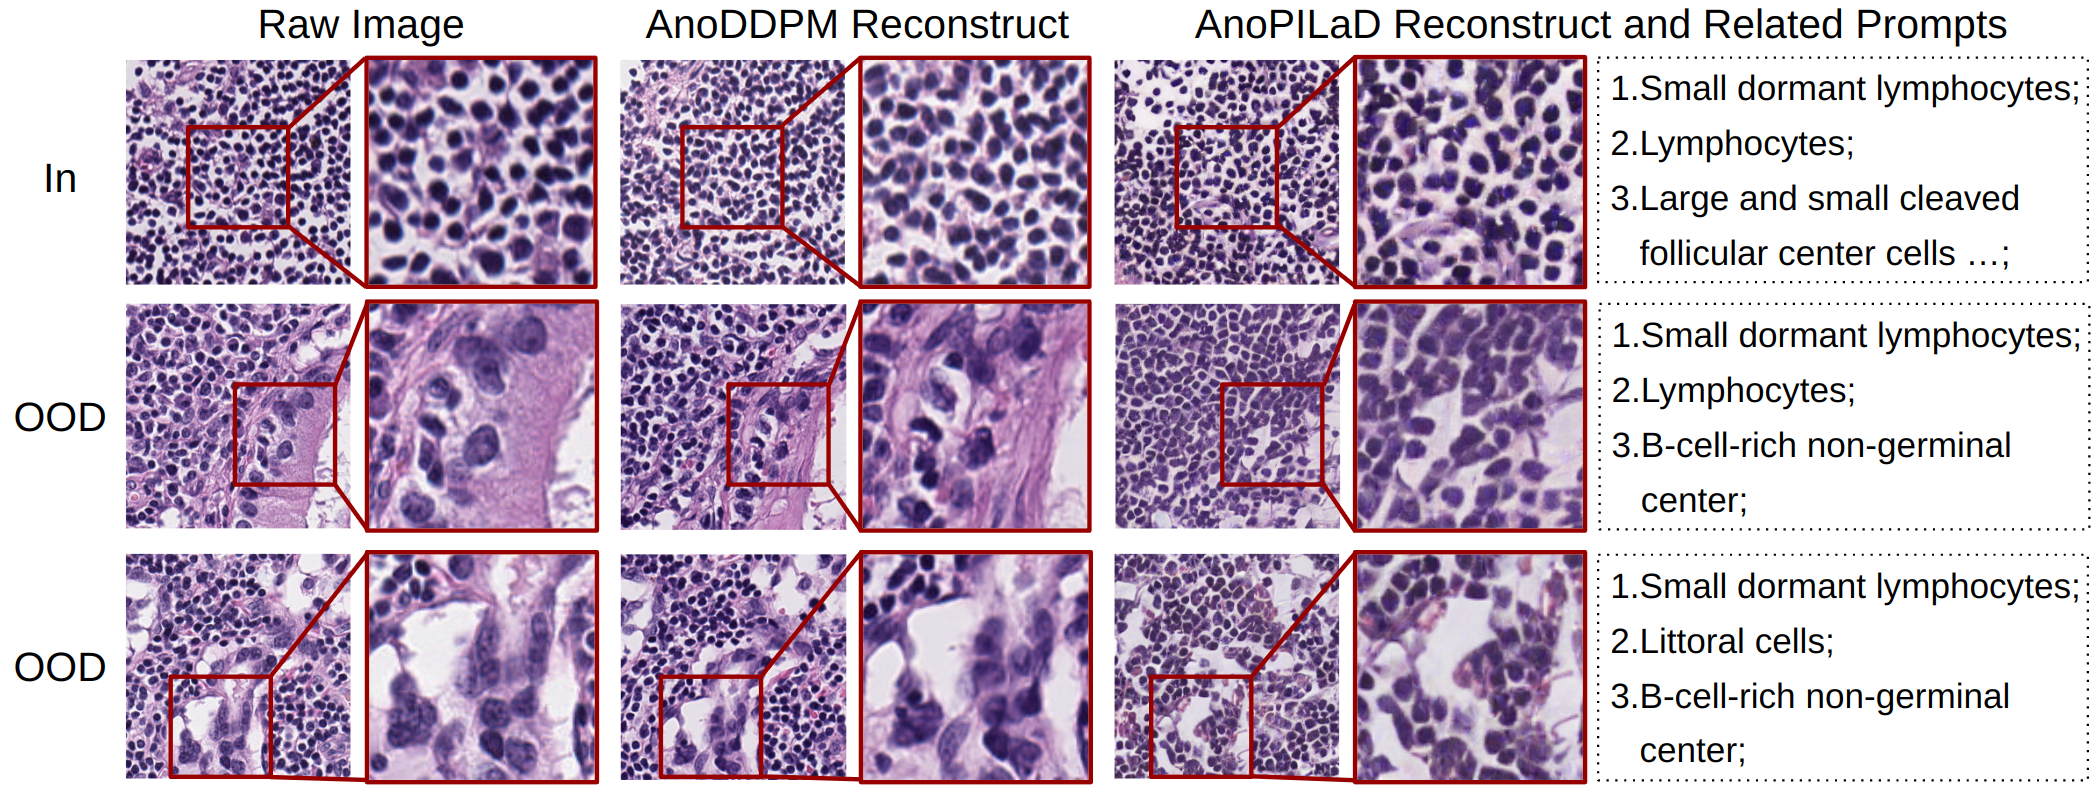 Raw Image
AnoDDPM Reconstruct
AnoPILaD Reconstruct and Related Prompts
In
1.Small dormant lymphocytes;
2.Lymphocytes;
3.Large and small cleaved
follicular center cells …;
OOD
1.Small dormant lymphocytes;
2.Lymphocytes;
3.B-cell-rich non-germinal
center;
OOD
1.Small dormant lymphocytes;
2.Littoral cells;
3.B-cell-rich non-germinal
center;